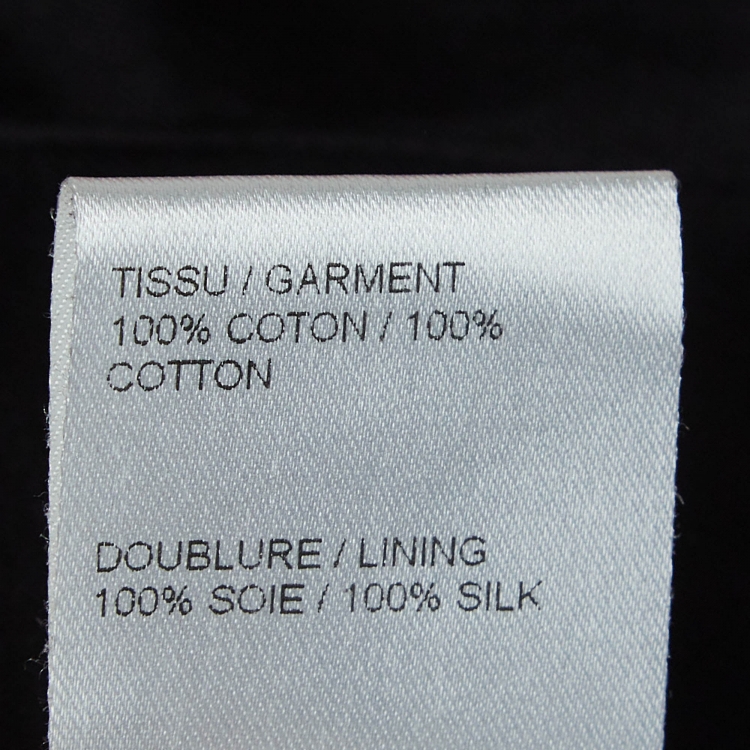 TISSU / GARMENT
100% COTON / 100%
COTTON
DOUBLURE / LINING
100% SOIE / 100% SILK